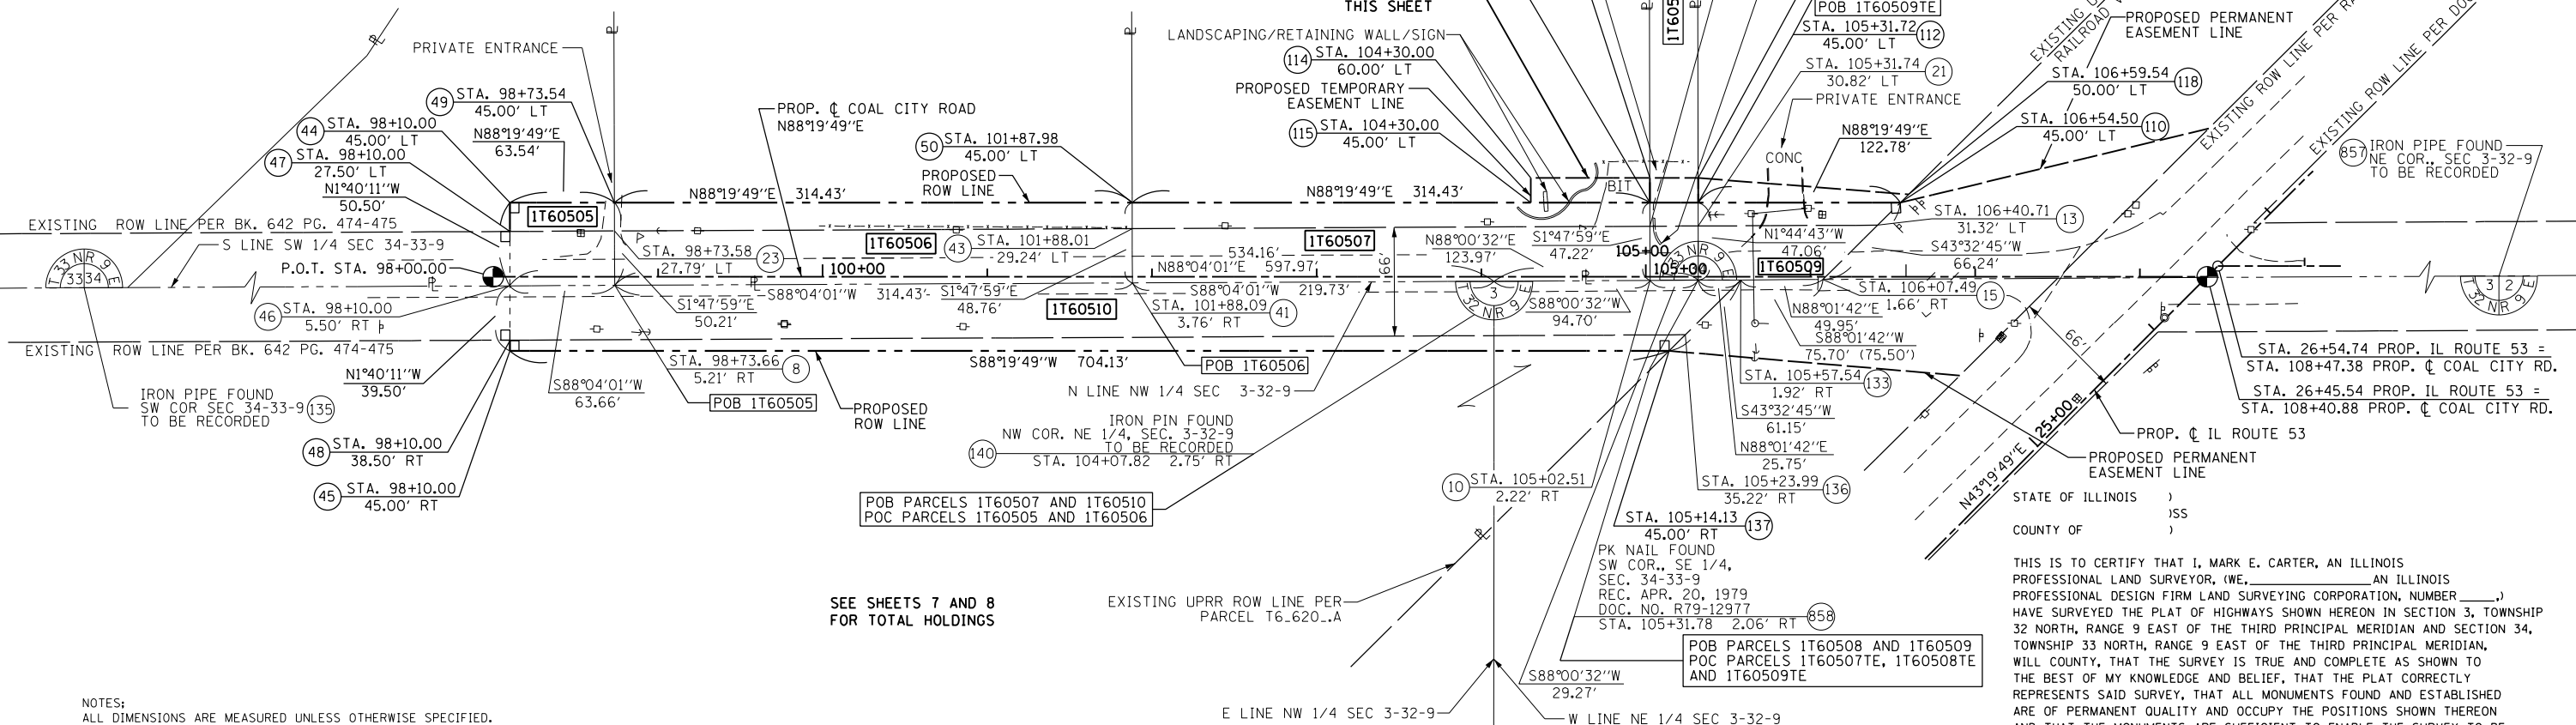 THIS SHEET
PRIVATE ENTRANCE
LANDSCAPING/RETAINING WALL/SIGN
114 STA. 104+30.00
60.00' LT
PROPOSED TEMPORARY
EASEMENT LINE
115 STA. 104+30.00
45.00' LT
POB 1T60509TE
STA. 105+31.72 112
45.00' LT
STA. 105+31.74 21
30.82' LT
PRIVATE ENTRANCE
CONC
BIT
N88°19'49"E
122.78'
PROPOSED PERMANENT
EASEMENT LINE
STA. 106+59.54 118
50.00' LT
STA. 106+54.50 110
45.00' LT
EXISTING ROW LINE PER
EXISTING ROW LINE PER
857 IRON PIPE FOUND
NE COR., SEC 3-32-9
TO BE RECORDED
49 STA. 98+73.54
45.00' LT
44 STA. 98+10.00
45.00' LT
N88°19'49"E
63.54'
47 STA. 98+10.00
27.50' LT
N1°40'11"W
50.50'
PROP. ℄ COAL CITY ROAD
N88°19'49"E
50 STA. 101+87.98
45.00' LT
PROPOSED
ROW LINE
N88°19'49"E 314.43'
N88°19'49"E 314.43'
1T60505
EXISTING ROW LINE PER BK. 642 PG. 474-475
S LINE SW 1/4 SEC 34-33-9
P.O.T. STA. 98+00.00
T 33 N R 9 E
33 34
STA. 98+73.58 23
27.79' LT
1T60506
43 STA. 101+88.01
29.24' LT
534.16'
1T60507
N88°00'32"E
123.97'
S1°47'59"E
47.22'
105+00
105+00
N1°44'43"W
47.06'
1T60509
STA. 106+40.71 13
31.32' LT
S43°32'45"W
66.24'
100+00
N88°04'01"E 597.97'
S88°04'01"W 314.43'
S1°47'59"E
48.76'
S88°04'01"W 219.73'
66'
S1°47'59"E
50.21'
1T60510
STA. 101+88.09 41
3.76' RT
3
T 32 N R 9 E
S88°00'32"W
94.70'
STA. 106+07.49 15
1.66' RT
N88°01'42"E
49.95'
S88°01'42"W
75.70' (75.50')
3 2
T 32 N R 9 E
46 STA. 98+10.00
5.50' RT
EXISTING ROW LINE PER BK. 642 PG. 474-475
N1°40'11"W
39.50'
S88°04'01"W
63.66'
STA. 98+73.66 8
5.21' RT
S88°19'49"W 704.13'
POB 1T60506
POB 1T60505
PROPOSED
ROW LINE
N LINE NW 1/4 SEC 3-32-9
STA. 105+57.54 133
1.92' RT
66'
STA. 26+54.74 PROP. IL ROUTE 53 =
STA. 108+47.38 PROP. ℄ COAL CITY RD.
STA. 26+45.54 PROP. IL ROUTE 53 =
STA. 108+40.88 PROP. ℄ COAL CITY RD.
IRON PIPE FOUND
SW COR SEC 34-33-9 135
TO BE RECORDED
48 STA. 98+10.00
38.50' RT
45 STA. 98+10.00
45.00' RT
IRON PIN FOUND
NW COR. NE 1/4, SEC. 3-32-9
TO BE RECORDED
140 STA. 104+07.82 2.75' RT
S43°32'45"W
61.15'
N88°01'42"E
25.75'
25+00
N43°19'49"E
PROP. ℄ IL ROUTE 53
PROPOSED PERMANENT
EASEMENT LINE
POB PARCELS 1T60507 AND 1T60510
POC PARCELS 1T60505 AND 1T60506
10 STA. 105+02.51
2.22' RT
STA. 105+23.99 136
35.22' RT
STA. 105+14.13 137
45.00' RT
PK NAIL FOUND
SW COR., SE 1/4,
SEC. 34-33-9
REC. APR. 20, 1979
DOC. NO. R79-12977
STA. 105+31.78 2.06' RT 858
SEE SHEETS 7 AND 8
FOR TOTAL HOLDINGS
EXISTING UPRR ROW LINE PER
PARCEL T6_620_.A
POB PARCELS 1T60508 AND 1T60509
POC PARCELS 1T60507TE, 1T60508TE
AND 1T60509TE
S88°00'32"W
29.27'
E LINE NW 1/4 SEC 3-32-9
W LINE NE 1/4 SEC 3-32-9
STATE OF ILLINOIS )
)SS
COUNTY OF )
THIS IS TO CERTIFY THAT I, MARK E. CARTER, AN ILLINOIS
PROFESSIONAL LAND SURVEYOR, (WE,________________AN ILLINOIS
PROFESSIONAL DESIGN FIRM LAND SURVEYING CORPORATION, NUMBER _____,)
HAVE SURVEYED THE PLAT OF HIGHWAYS SHOWN HEREON IN SECTION 3, TOWNSHIP
32 NORTH, RANGE 9 EAST OF THE THIRD PRINCIPAL MERIDIAN AND SECTION 34,
TOWNSHIP 33 NORTH, RANGE 9 EAST OF THE THIRD PRINCIPAL MERIDIAN,
WILL COUNTY, THAT THE SURVEY IS TRUE AND COMPLETE AS SHOWN TO
THE BEST OF MY KNOWLEDGE AND BELIEF, THAT THE PLAT CORRECTLY
REPRESENTS SAID SURVEY, THAT ALL MONUMENTS FOUND AND ESTABLISHED
ARE OF PERMANENT QUALITY AND OCCUPY THE POSITIONS SHOWN THEREON
NOTES;
ALL DIMENSIONS ARE MEASURED UNLESS OTHERWISE SPECIFIED.